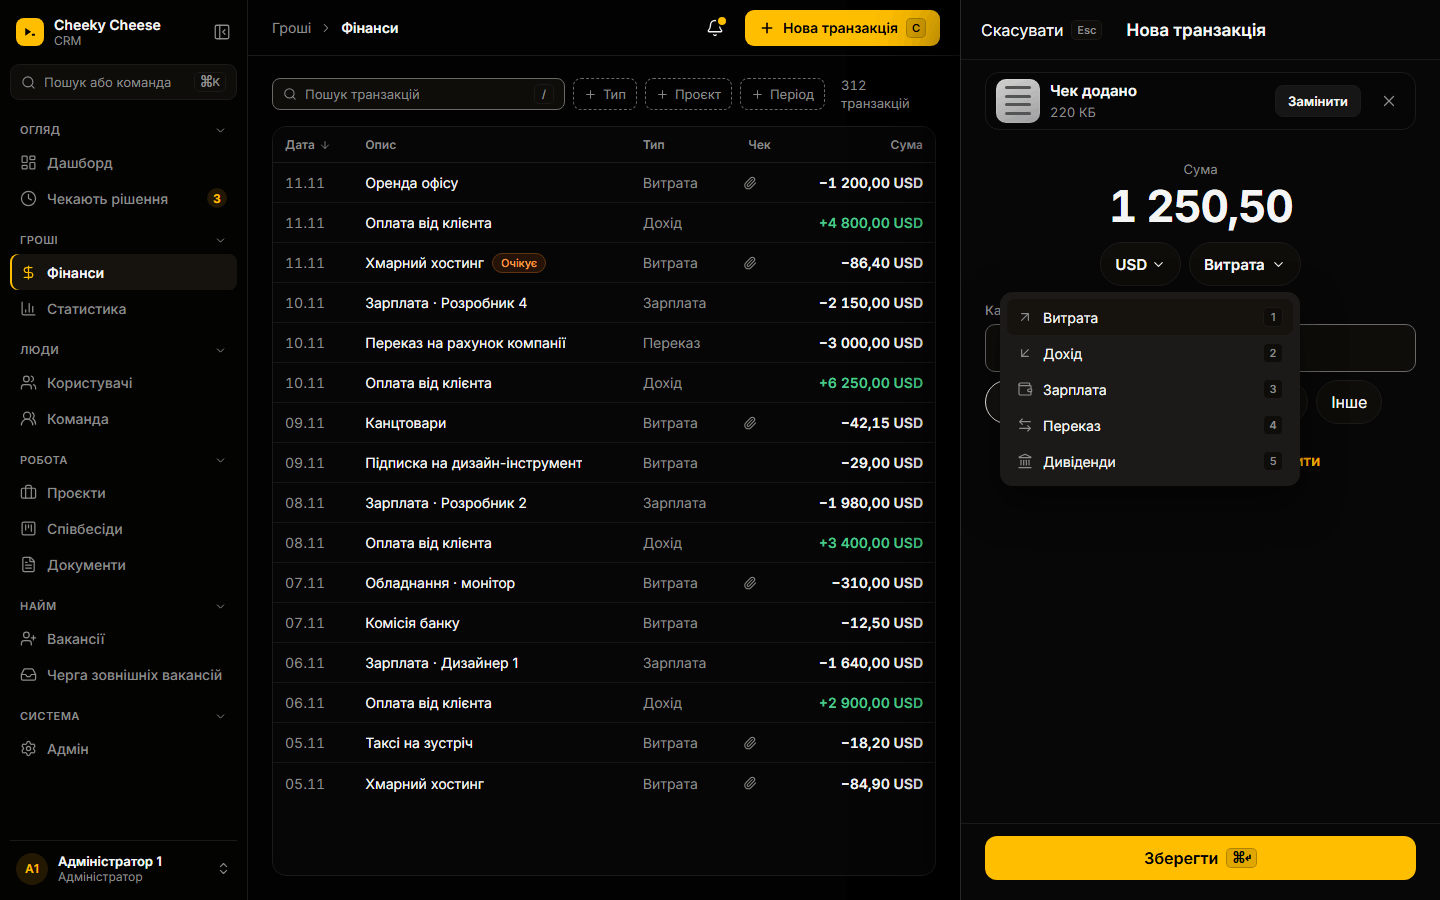 Cheeky Cheese
CRM
Пошук або команда ⌘K
ОГЛЯД
Дашборд
Чекають рішення 3
ГРОШІ
Фінанси
Статистика
ЛЮДИ
Користувачі
Команда
РОБОТА
Проєкти
Співбесіди
Документи
НАЙМ
Вакансії
Черга зовнішніх вакансій
СИСТЕМА
Адмін
A1 Адміністратор 1
Адміністратор
Гроші > Фінанси
+ Нова транзакція C
Пошук транзакцій /
+ Тип
+ Проєкт
+ Період
312
транзакцій
Дата ↓ Опис Тип Чек Сума
11.11 Оренда офісу Витрата −1 200,00 USD
11.11 Оплата від клієнта Дохід +4 800,00 USD
11.11 Хмарний хостинг Очікує Витрата −86,40 USD
10.11 Зарплата · Розробник 4 Зарплата −2 150,00 USD
10.11 Переказ на рахунок компанії Переказ −3 000,00 USD
10.11 Оплата від клієнта Дохід +6 250,00 USD
09.11 Канцтовари Витрата −42,15 USD
09.11 Підписка на дизайн-інструмент Витрата −29,00 USD
08.11 Зарплата · Розробник 2 Зарплата −1 980,00 USD
08.11 Оплата від клієнта Дохід +3 400,00 USD
07.11 Обладнання · монітор Витрата −310,00 USD
07.11 Комісія банку Витрата −12,50 USD
06.11 Зарплата · Дизайнер 1 Зарплата −1 640,00 USD
06.11 Оплата від клієнта Дохід +2 900,00 USD
05.11 Таксі на зустріч Витрата −18,20 USD
05.11 Хмарний хостинг Витрата −84,90 USD
Скасувати Esc Нова транзакція
Чек додано
220 КБ
Замінити
Сума
1 250,50
USD
Витрата
Витрата 1
Дохід 2
Зарплата 3
Переказ 4
Дивіденди 5
Інше
Зберегти ⌘↵